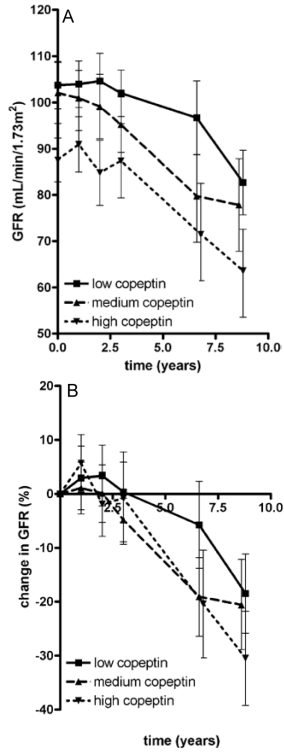 A
120
110
100
90
80
70
60
50
GFR (mL/min/1.73m²)
low copeptin
medium copeptin
high copeptin
0.0 2.5 5.0 7.5 10.0
time (years)
B
20
10
0
-10
-20
-30
-40
change in GFR (%)
2.5 5.0 7.5 10.0
low copeptin
medium copeptin
high copeptin
time (years)